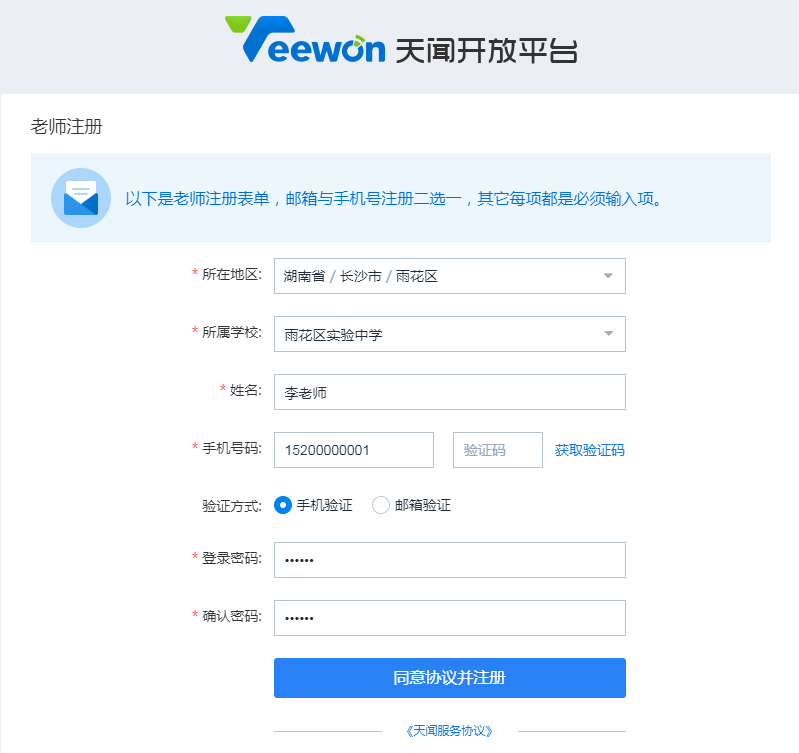 Teewon 天闻开放平台
老师注册
以下是老师注册表单，邮箱与手机号注册二选一，其它每项都是必须输入项。
* 所在地区: 湖南省 / 长沙市 / 雨花区
* 所属学校: 雨花区实验中学
* 姓名: 李老师
* 手机号码: 15200000001 验证码 获取验证码
验证方式: 手机验证 邮箱验证
* 登录密码: ••••••
* 确认密码: ••••••
同意协议并注册
《天闻服务协议》